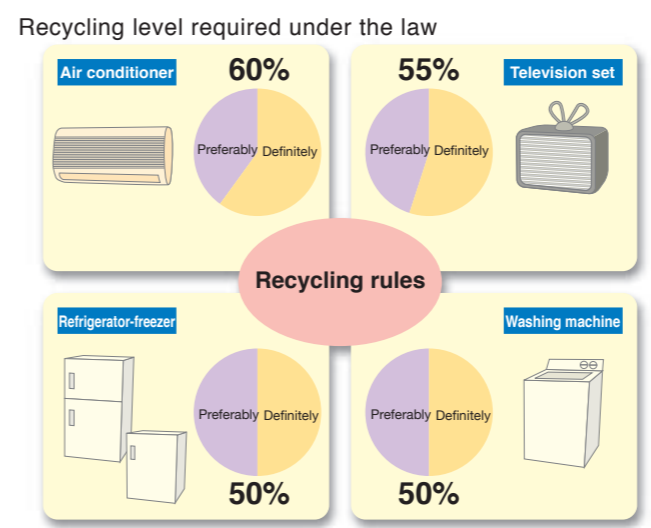 Recycling level required under the law
Air conditioner
60%
Preferably Definitely
55%
Television set
Preferably Definitely
Recycling rules
Refrigerator-freezer
Preferably Definitely
50%
Washing machine
Preferably Definitely
50%